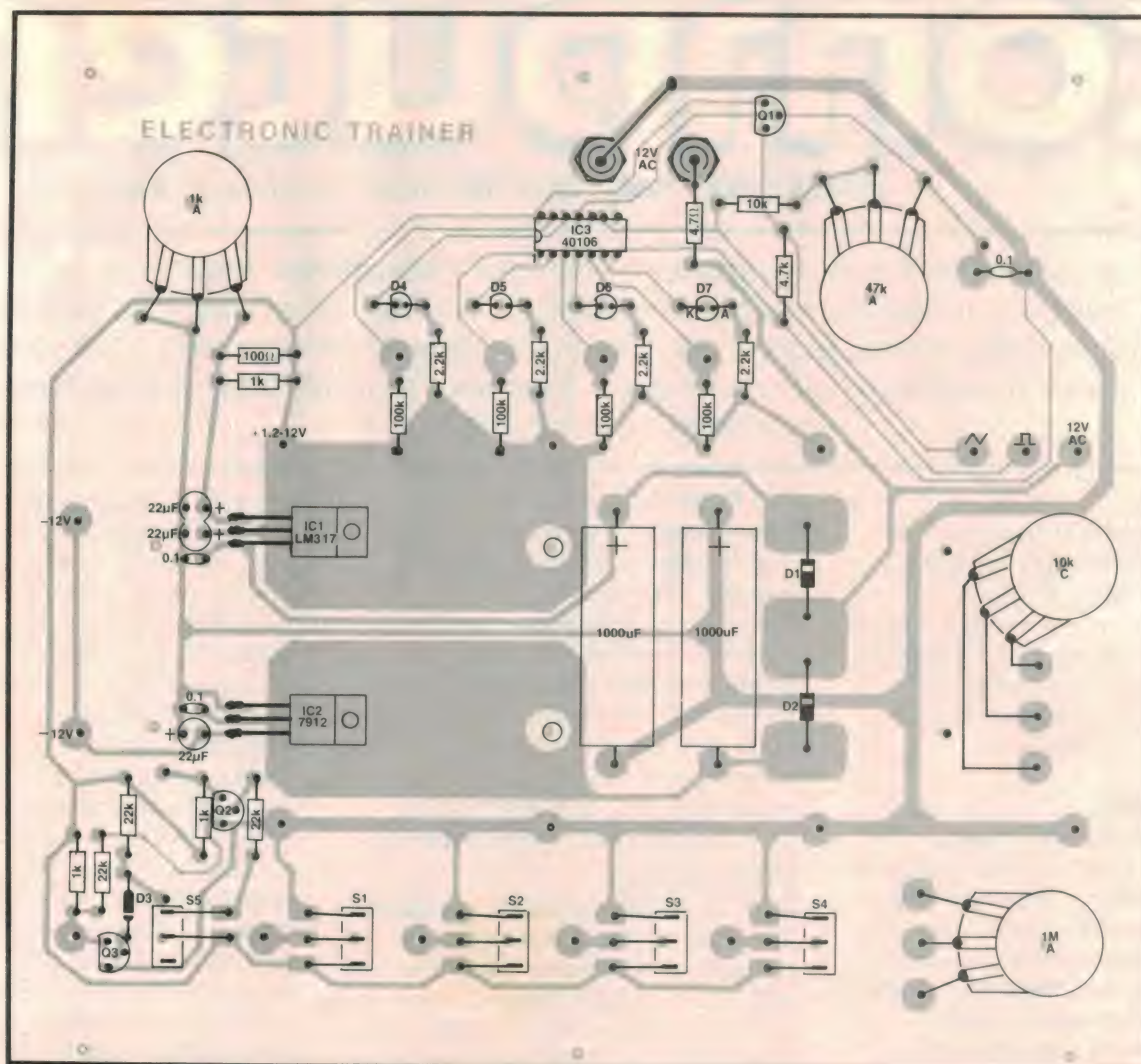 ELECTRONIC TRAINER
1k
A
12V
AC
Q1
10k
4.7Ω
IC3
40106
1
4.7k
47k
A
0.1
D4
D5
D6
D7
K
A
100Ω
1k
2.2k
2.2k
2.2k
2.2k
100k
100k
100k
100k
+1.2-12V
12V
AC
-12V
22µF
+
22µF
+
0.1
IC1
LM317
+
+
D1
10k
C
1000uF
1000uF
0.1
IC2
7912
D2
-12V
+
22µF
22k
1k
Q2
22k
1k
22k
D3
S5
S1
S2
S3
S4
Q3
1M
A